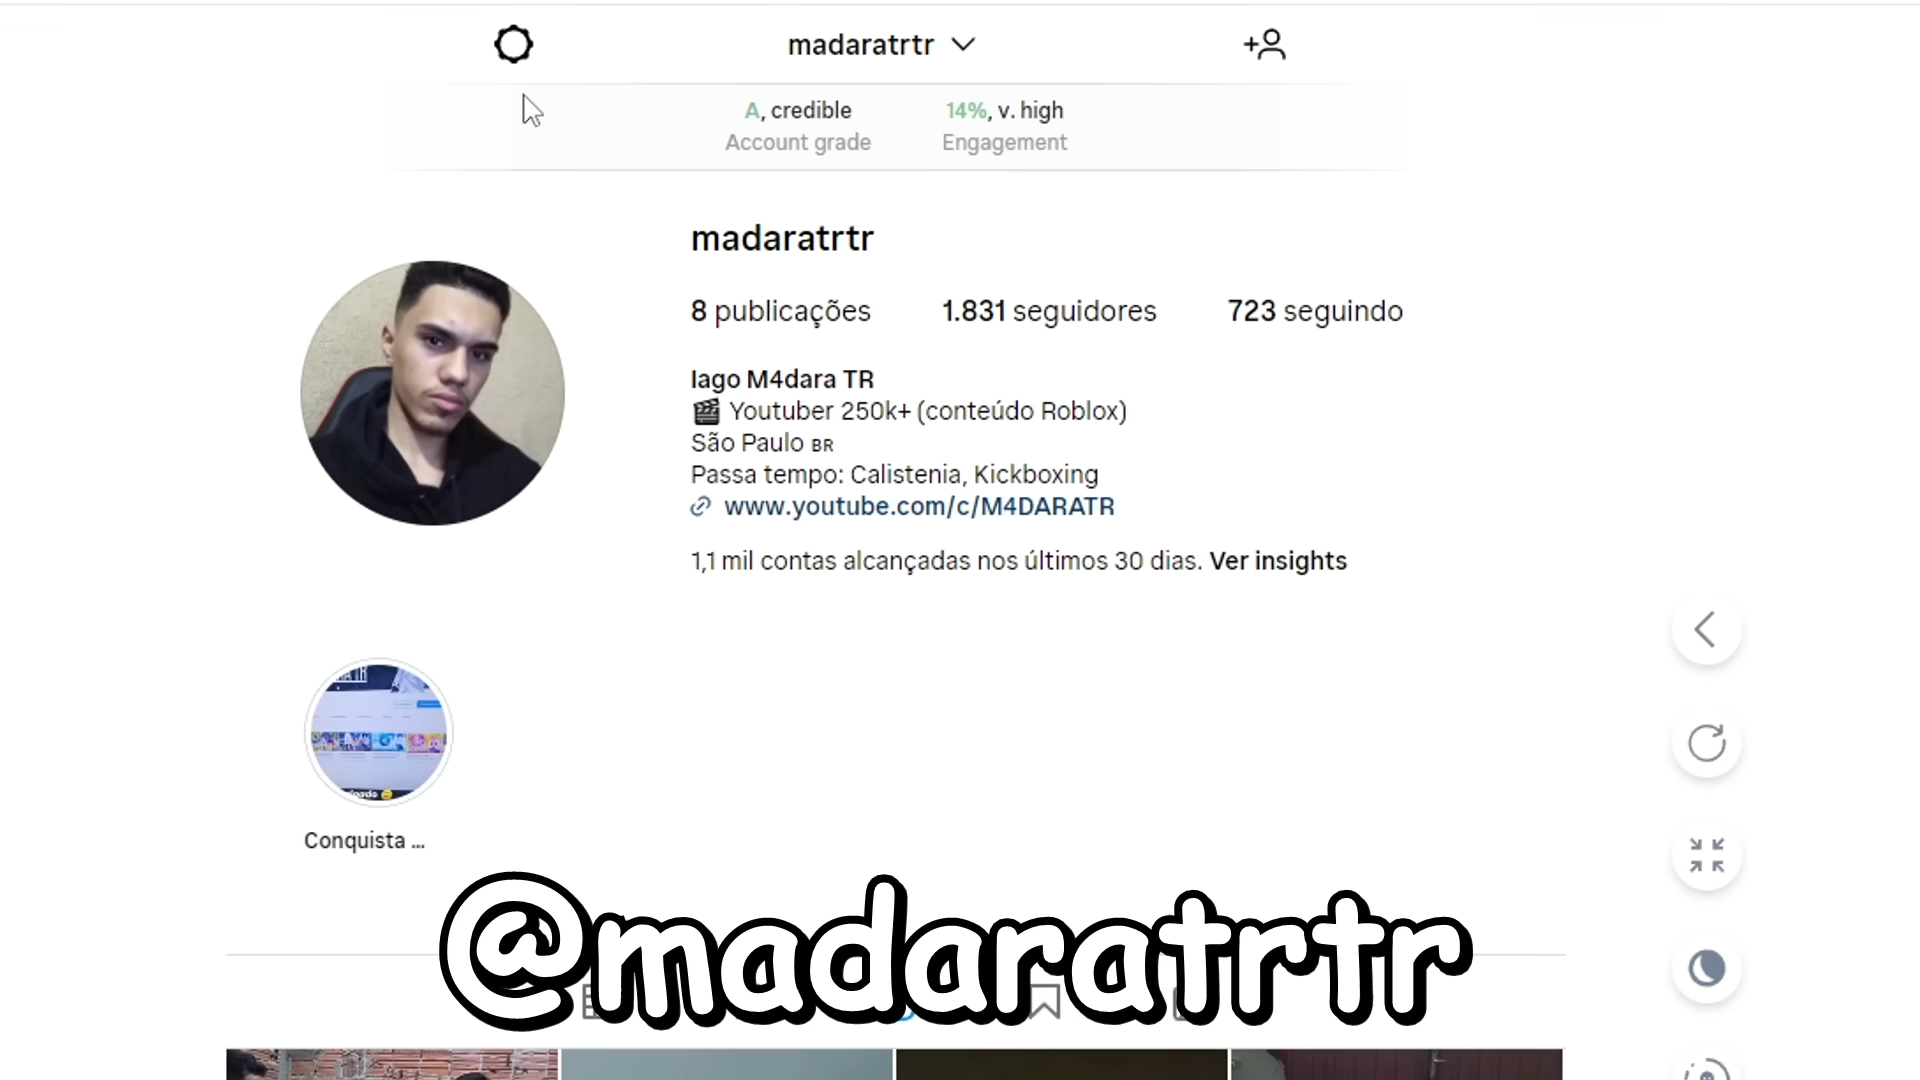 madaratrtr
A, credible
Account grade
14%, v. high
Engagement
madaratrtr
8 publicações 1.831 seguidores 723 seguindo
Iago M4dara TR
🎬 Youtuber 250k+ (conteúdo Roblox)
São Paulo BR
Passa tempo: Calistenia, Kickboxing
www.youtube.com/c/M4DARATR
1,1 mil contas alcançadas nos últimos 30 dias. Ver insights
Conquista ...
@madaratrtr